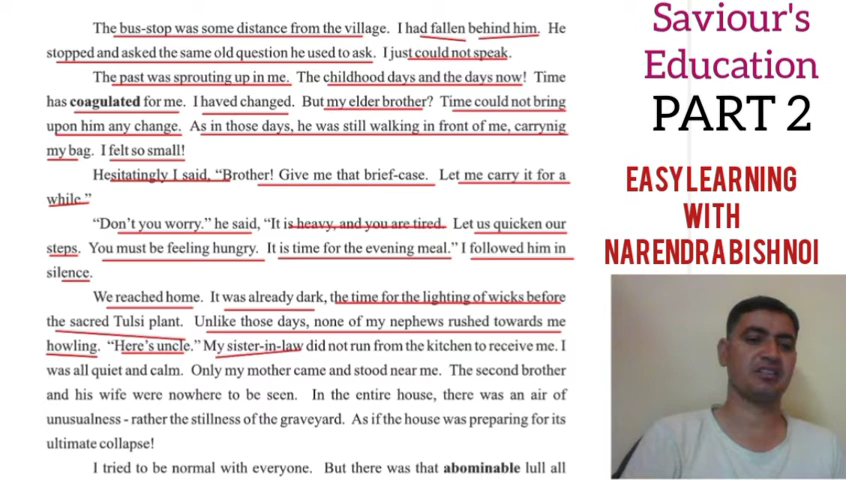 The bus-stop was some distance from the village. I had fallen behind him. He
stopped and asked the same old question he used to ask. I just could not speak.
The past was sprouting up in me. The childhood days and the days now! Time
has coagulated for me. I haved changed. But my elder brother? Time could not bring
upon him any change. As in those days, he was still walking in front of me, carrynig
my bag. I felt so small!
Hesitatingly I said, “Brother! Give me that brief-case. Let me carry it for a
while.”
“Don’t you worry.” he said, “It is heavy, and you are tired. Let us quicken our
steps. You must be feeling hungry. It is time for the evening meal.” I followed him in
silence.
We reached home. It was already dark, the time for the lighting of wicks before
the sacred Tulsi plant. Unlike those days, none of my nephews rushed towards me
howling. “Here’s uncle.” My sister-in-law did not run from the kitchen to receive me. I
was all quiet and calm. Only my mother came and stood near me. The second brother
and his wife were nowhere to be seen. In the entire house, there was an air of
unusualness - rather the stillness of the graveyard. As if the house was preparing for its
ultimate collapse!
I tried to be normal with everyone. But there was that abominable lull all
Saviour's
Education
PART 2
EASY LEARNING
WITH
NARENDRA BISHNOI